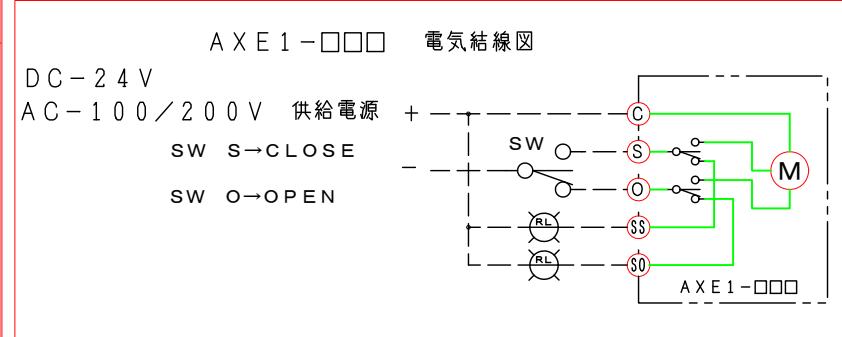 AXE1-□□□ 電気結線図
DC-24V
AC-100/200V 供給電源 +
SW S→CLOSE
-
SW O→OPEN
SW
C
S
O
SS
SO
RL
RL
M
AXE1-□□□